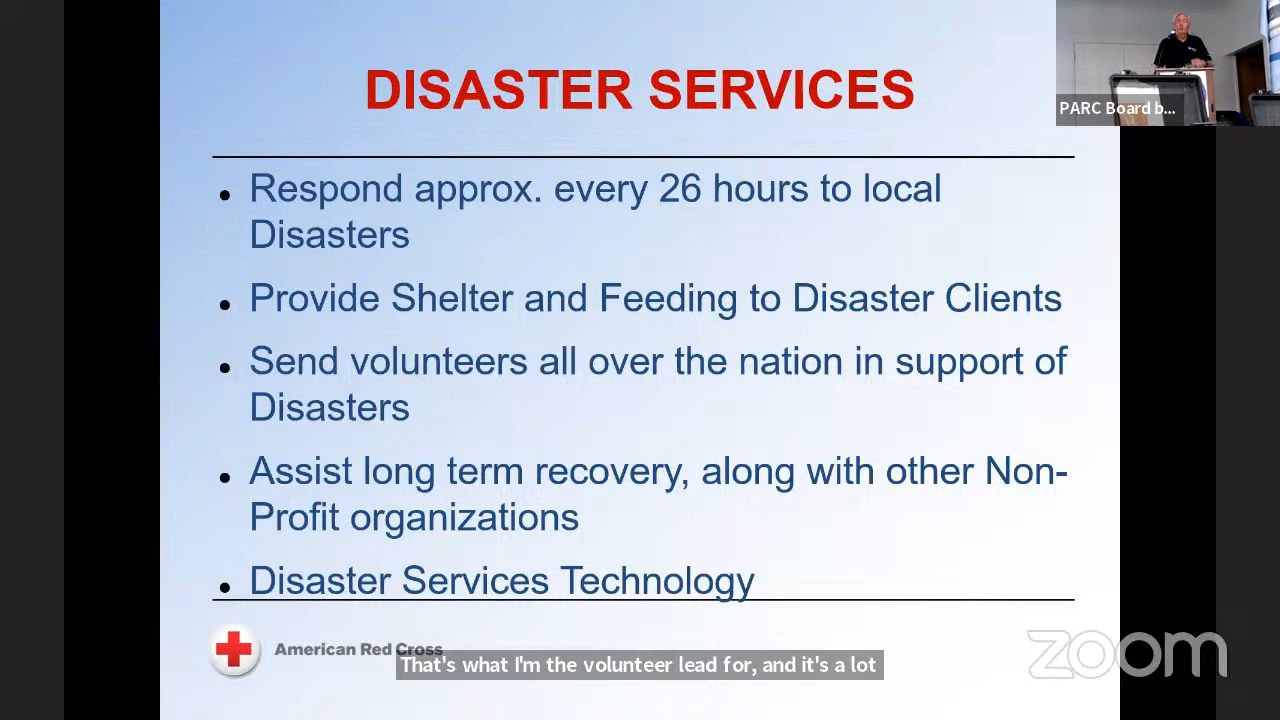 DISASTER SERVICES
PARC Board b...
Respond approx. every 26 hours to local
Disasters
Provide Shelter and Feeding to Disaster Clients
Send volunteers all over the nation in support of
Disasters
Assist long term recovery, along with other Non-
Profit organizations
Disaster Services Technology
American Red Cross
That's what I'm the volunteer lead for, and it's a lot
zoom